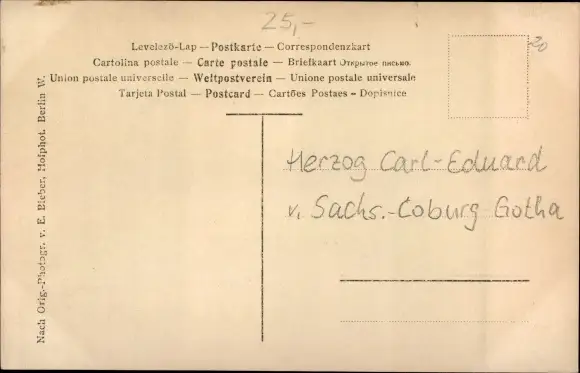 25,-
Levelezö-Lap — Postkarte — Correspondenzkart
Cartolina postale — Carte postale — Briefkaart Открытое письмо.
Union postale universelle — Weltpostverein — Unione postale universale
Tarjeta Postal — Postcard — Cartões Postaes - Dopisnice
20
Nach Orig.-Photogr. v. E. Bieber, Hofphot. Berlin W.
Herzog Carl-Eduard
v. Sachs.-Coburg Gotha